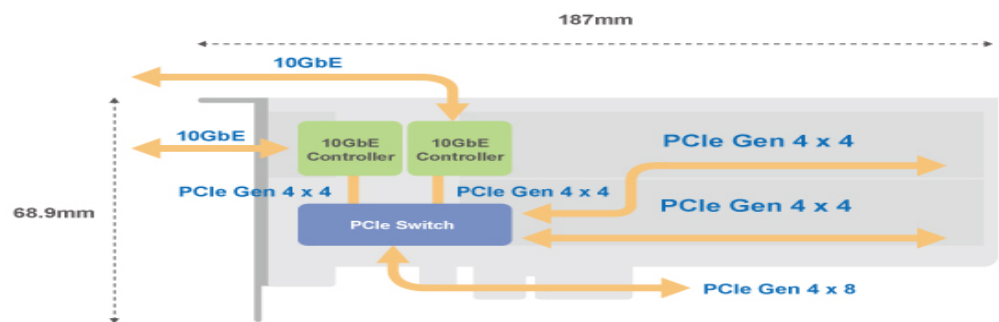 187mm
10GbE
10GbE
10GbE
Controller
10GbE
Controller
PCIe Gen 4 x 4
PCIe Gen 4 x 4
PCIe Gen 4 x 4
68.9mm
PCIe Gen 4 x 4
PCIe Switch
PCIe Gen 4 x 8